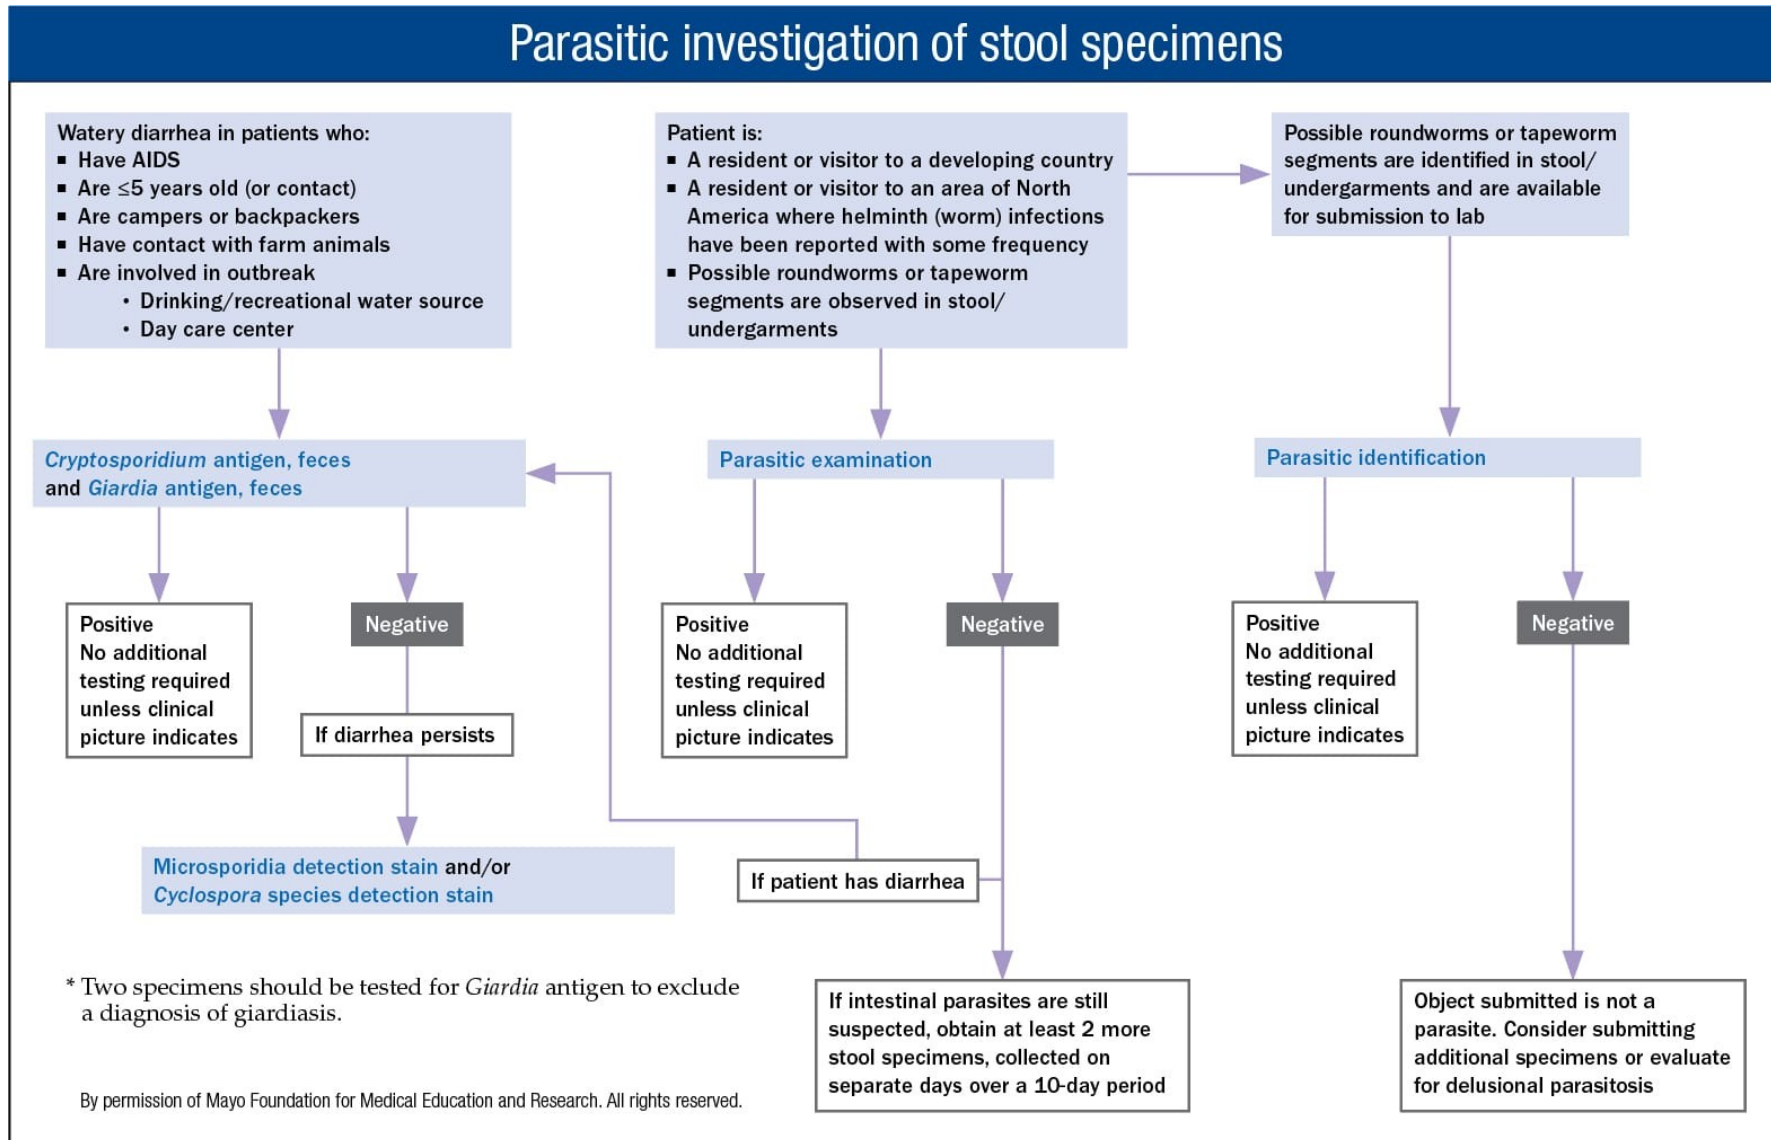 Parasitic investigation of stool specimens
Watery diarrhea in patients who:
▪ Have AIDS
▪ Are ≤5 years old (or contact)
▪ Are campers or backpackers
▪ Have contact with farm animals
▪ Are involved in outbreak
• Drinking/recreational water source
• Day care center
Patient is:
▪ A resident or visitor to a developing country
▪ A resident or visitor to an area of North
America where helminth (worm) infections
have been reported with some frequency
▪ Possible roundworms or tapeworm
segments are observed in stool/
undergarments
Possible roundworms or tapeworm
segments are identified in stool/
undergarments and are available
for submission to lab
Cryptosporidium antigen, feces
and Giardia antigen, feces
Parasitic examination
Parasitic identification
Positive
No additional
testing required
unless clinical
picture indicates
Negative
If diarrhea persists
Microsporidia detection stain and/or
Cyclospora species detection stain
Positive
No additional
testing required
unless clinical
picture indicates
Negative
If patient has diarrhea
If intestinal parasites are still
suspected, obtain at least 2 more
stool specimens, collected on
separate days over a 10-day period
Positive
No additional
testing required
unless clinical
picture indicates
Negative
Object submitted is not a
parasite. Consider submitting
additional specimens or evaluate
for delusional parasitosis
* Two specimens should be tested for Giardia antigen to exclude
a diagnosis of giardiasis.
By permission of Mayo Foundation for Medical Education and Research. All rights reserved.